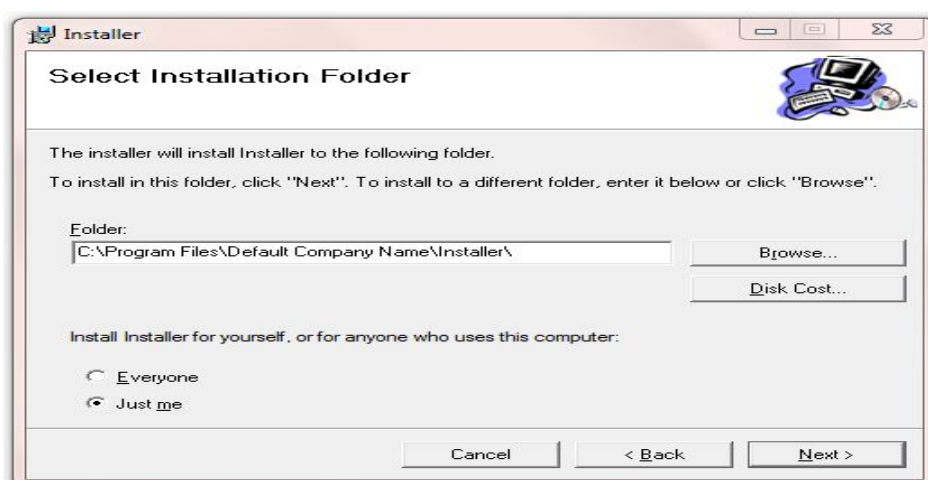 Installer
Select Installation Folder
The installer will install Installer to the following folder.
To install in this folder, click "Next". To install to a different folder, enter it below or click "Browse".
Folder:
C:\Program Files\Default Company Name\Installer\
Browse...
Disk Cost...
Install Installer for yourself, or for anyone who uses this computer:
Everyone
Just me
Cancel
< Back
Next >